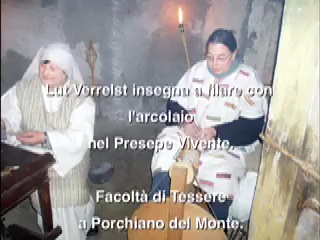 Lut Verrelst insegna a filare con
l'arcolaio
nel Presepe Vivente,
Facoltà di Tessere
a Porchiano del Monte.